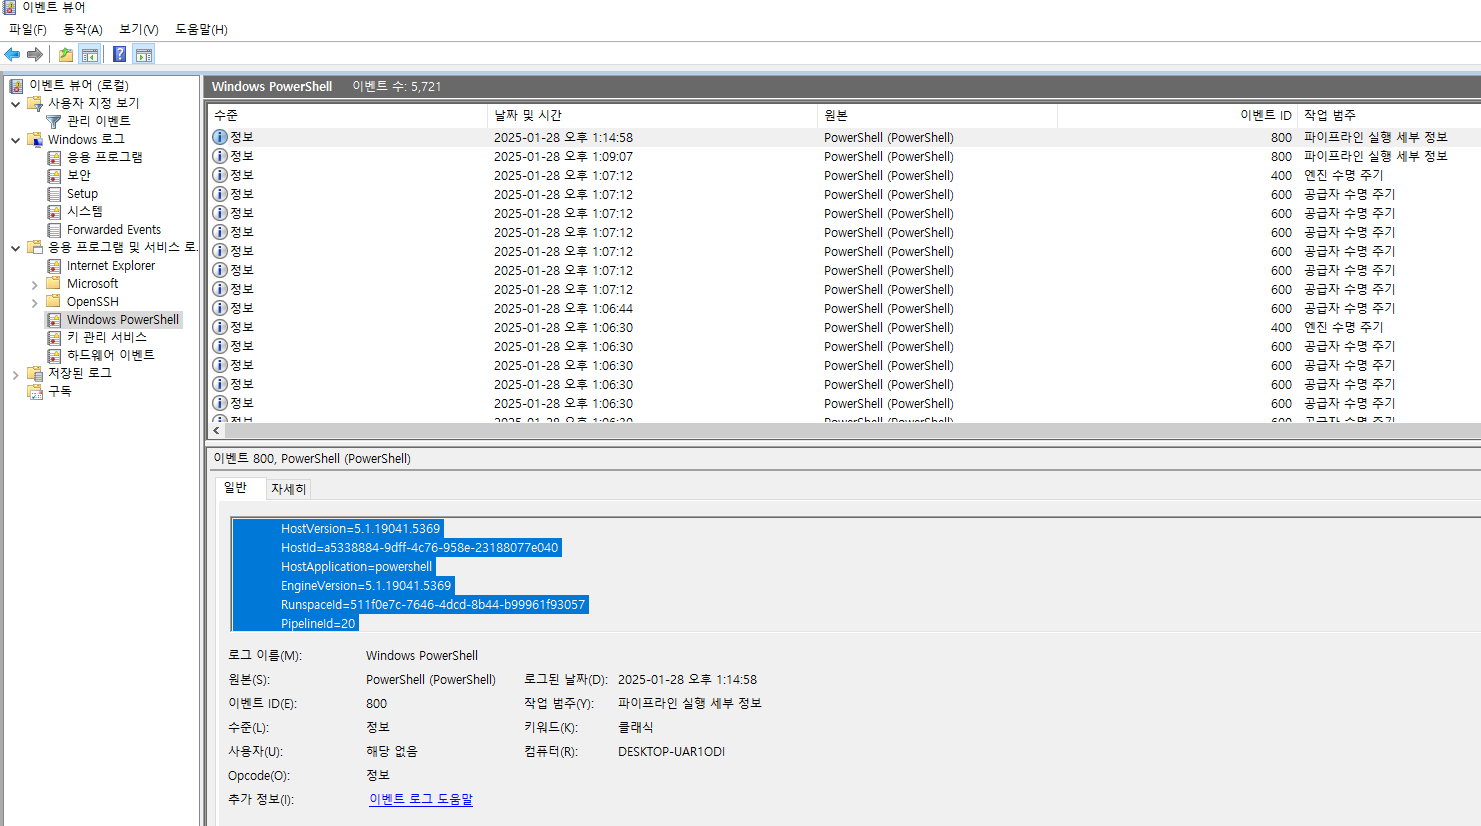 이벤트 뷰어
파일(F) 동작(A) 보기(V) 도움말(H)
이벤트 뷰어 (로컬)
사용자 지정 보기
관리 이벤트
Windows 로그
응용 프로그램
보안
Setup
시스템
Forwarded Events
응용 프로그램 및 서비스 로.
Internet Explorer
Microsoft
OpenSSH
Windows PowerShell
키 관리 서비스
하드웨어 이벤트
저장된 로그
구독
Windows PowerShell 이벤트 수: 5,721
수준 날짜 및 시간 원본 이벤트 ID 작업 범주
정보 2025-01-28 오후 1:14:58 PowerShell (PowerShell) 800 파이프라인 실행 세부 정보
정보 2025-01-28 오후 1:09:07 PowerShell (PowerShell) 800 파이프라인 실행 세부 정보
정보 2025-01-28 오후 1:07:12 PowerShell (PowerShell) 400 엔진 수명 주기
정보 2025-01-28 오후 1:07:12 PowerShell (PowerShell) 600 공급자 수명 주기
정보 2025-01-28 오후 1:07:12 PowerShell (PowerShell) 600 공급자 수명 주기
정보 2025-01-28 오후 1:07:12 PowerShell (PowerShell) 600 공급자 수명 주기
정보 2025-01-28 오후 1:07:12 PowerShell (PowerShell) 600 공급자 수명 주기
정보 2025-01-28 오후 1:07:12 PowerShell (PowerShell) 600 공급자 수명 주기
정보 2025-01-28 오후 1:07:12 PowerShell (PowerShell) 600 공급자 수명 주기
정보 2025-01-28 오후 1:06:44 PowerShell (PowerShell) 600 공급자 수명 주기
정보 2025-01-28 오후 1:06:30 PowerShell (PowerShell) 400 엔진 수명 주기
정보 2025-01-28 오후 1:06:30 PowerShell (PowerShell) 600 공급자 수명 주기
정보 2025-01-28 오후 1:06:30 PowerShell (PowerShell) 600 공급자 수명 주기
정보 2025-01-28 오후 1:06:30 PowerShell (PowerShell) 600 공급자 수명 주기
정보 2025-01-28 오후 1:06:30 PowerShell (PowerShell) 600 공급자 수명 주기
정보 2025-01-28 오후 1:06:30 PowerShell (PowerShell) 600 공급자 수명 주기
이벤트 800, PowerShell (PowerShell)
일반 자세히
HostVersion=5.1.19041.5369
HostId=a5338884-9dff-4c76-958e-23188077e040
HostApplication=powershell
EngineVersion=5.1.19041.5369
RunspaceId=511f0e7c-7646-4dcd-8b44-b99961f93057
PipelineId=20
로그 이름(M): Windows PowerShell
원본(S): PowerShell (PowerShell) 로그된 날짜(D): 2025-01-28 오후 1:14:58
이벤트 ID(E): 800 작업 범주(Y): 파이프라인 실행 세부 정보
수준(L): 정보 키워드(K): 클래식
사용자(U): 해당 없음 컴퓨터(R): DESKTOP-UAR1ODI
Opcode(O): 정보
추가 정보(I): 이벤트 로그 도움말